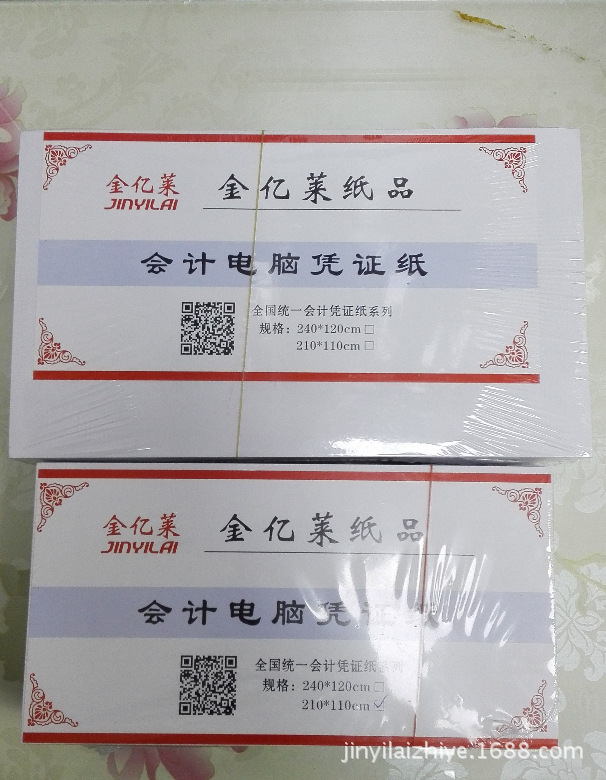 金亿莱
JINYILAI
金亿莱纸品
会计电脑凭证纸
全国统一会计凭证纸系列
规格：240*120cm□
210*110cm□
金亿莱
JINYILAI
金亿莱纸品
会计电脑凭证纸
全国统一会计凭证纸系列
规格：240*120cm□
210*110cm☑
jinyilaizhiye.1688.com